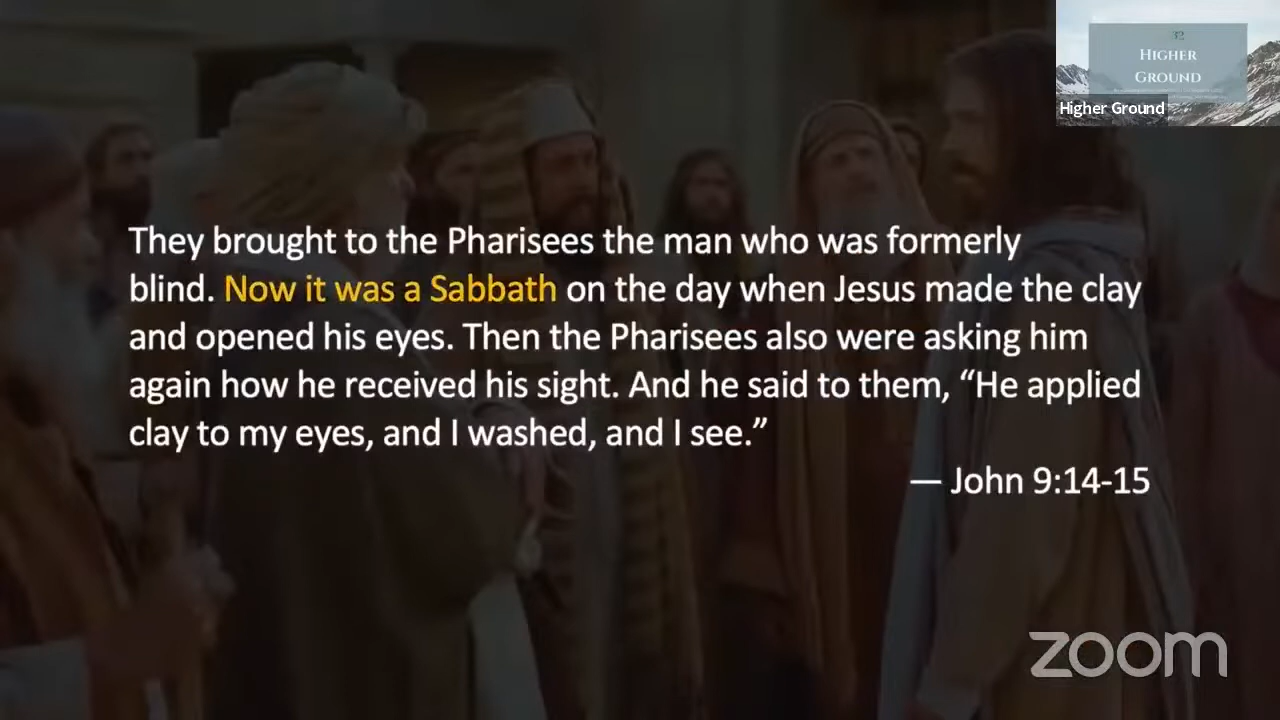 32
HIGHER
GROUND
Higher Ground
They brought to the Pharisees the man who was formerly
blind. Now it was a Sabbath on the day when Jesus made the clay
and opened his eyes. Then the Pharisees also were asking him
again how he received his sight. And he said to them, “He applied
clay to my eyes, and I washed, and I see.”
— John 9:14-15
zoom